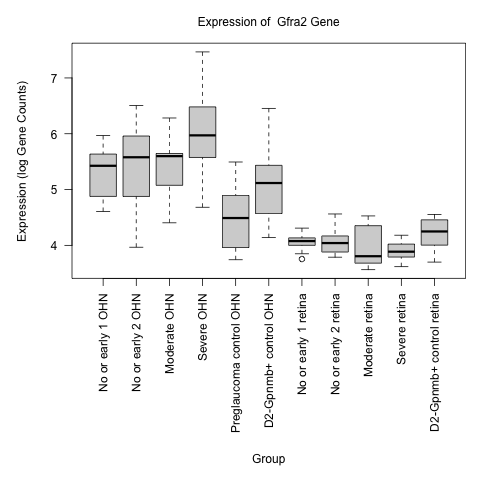 Expression of Gfra2 Gene
Expression (log Gene Counts)
7
6
5
4
No or early 1 OHN
No or early 2 OHN
Moderate OHN
Severe OHN
Preglaucoma control OHN
D2-Gpnmb+ control OHN
No or early 1 retina
No or early 2 retina
Moderate retina
Severe retina
D2-Gpnmb+ control retina
Group